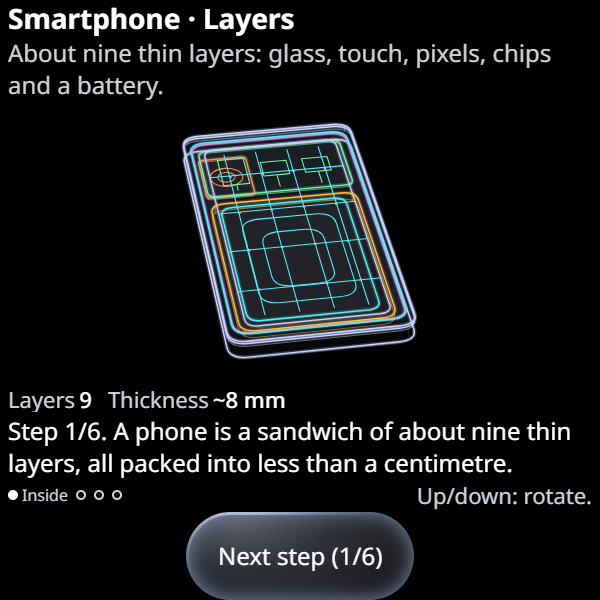 Smartphone · Layers
About nine thin layers: glass, touch, pixels, chips
and a battery.
Layers 9 Thickness ~8 mm
Step 1/6. A phone is a sandwich of about nine thin
layers, all packed into less than a centimetre.
Inside
Up/down: rotate.
Next step (1/6)